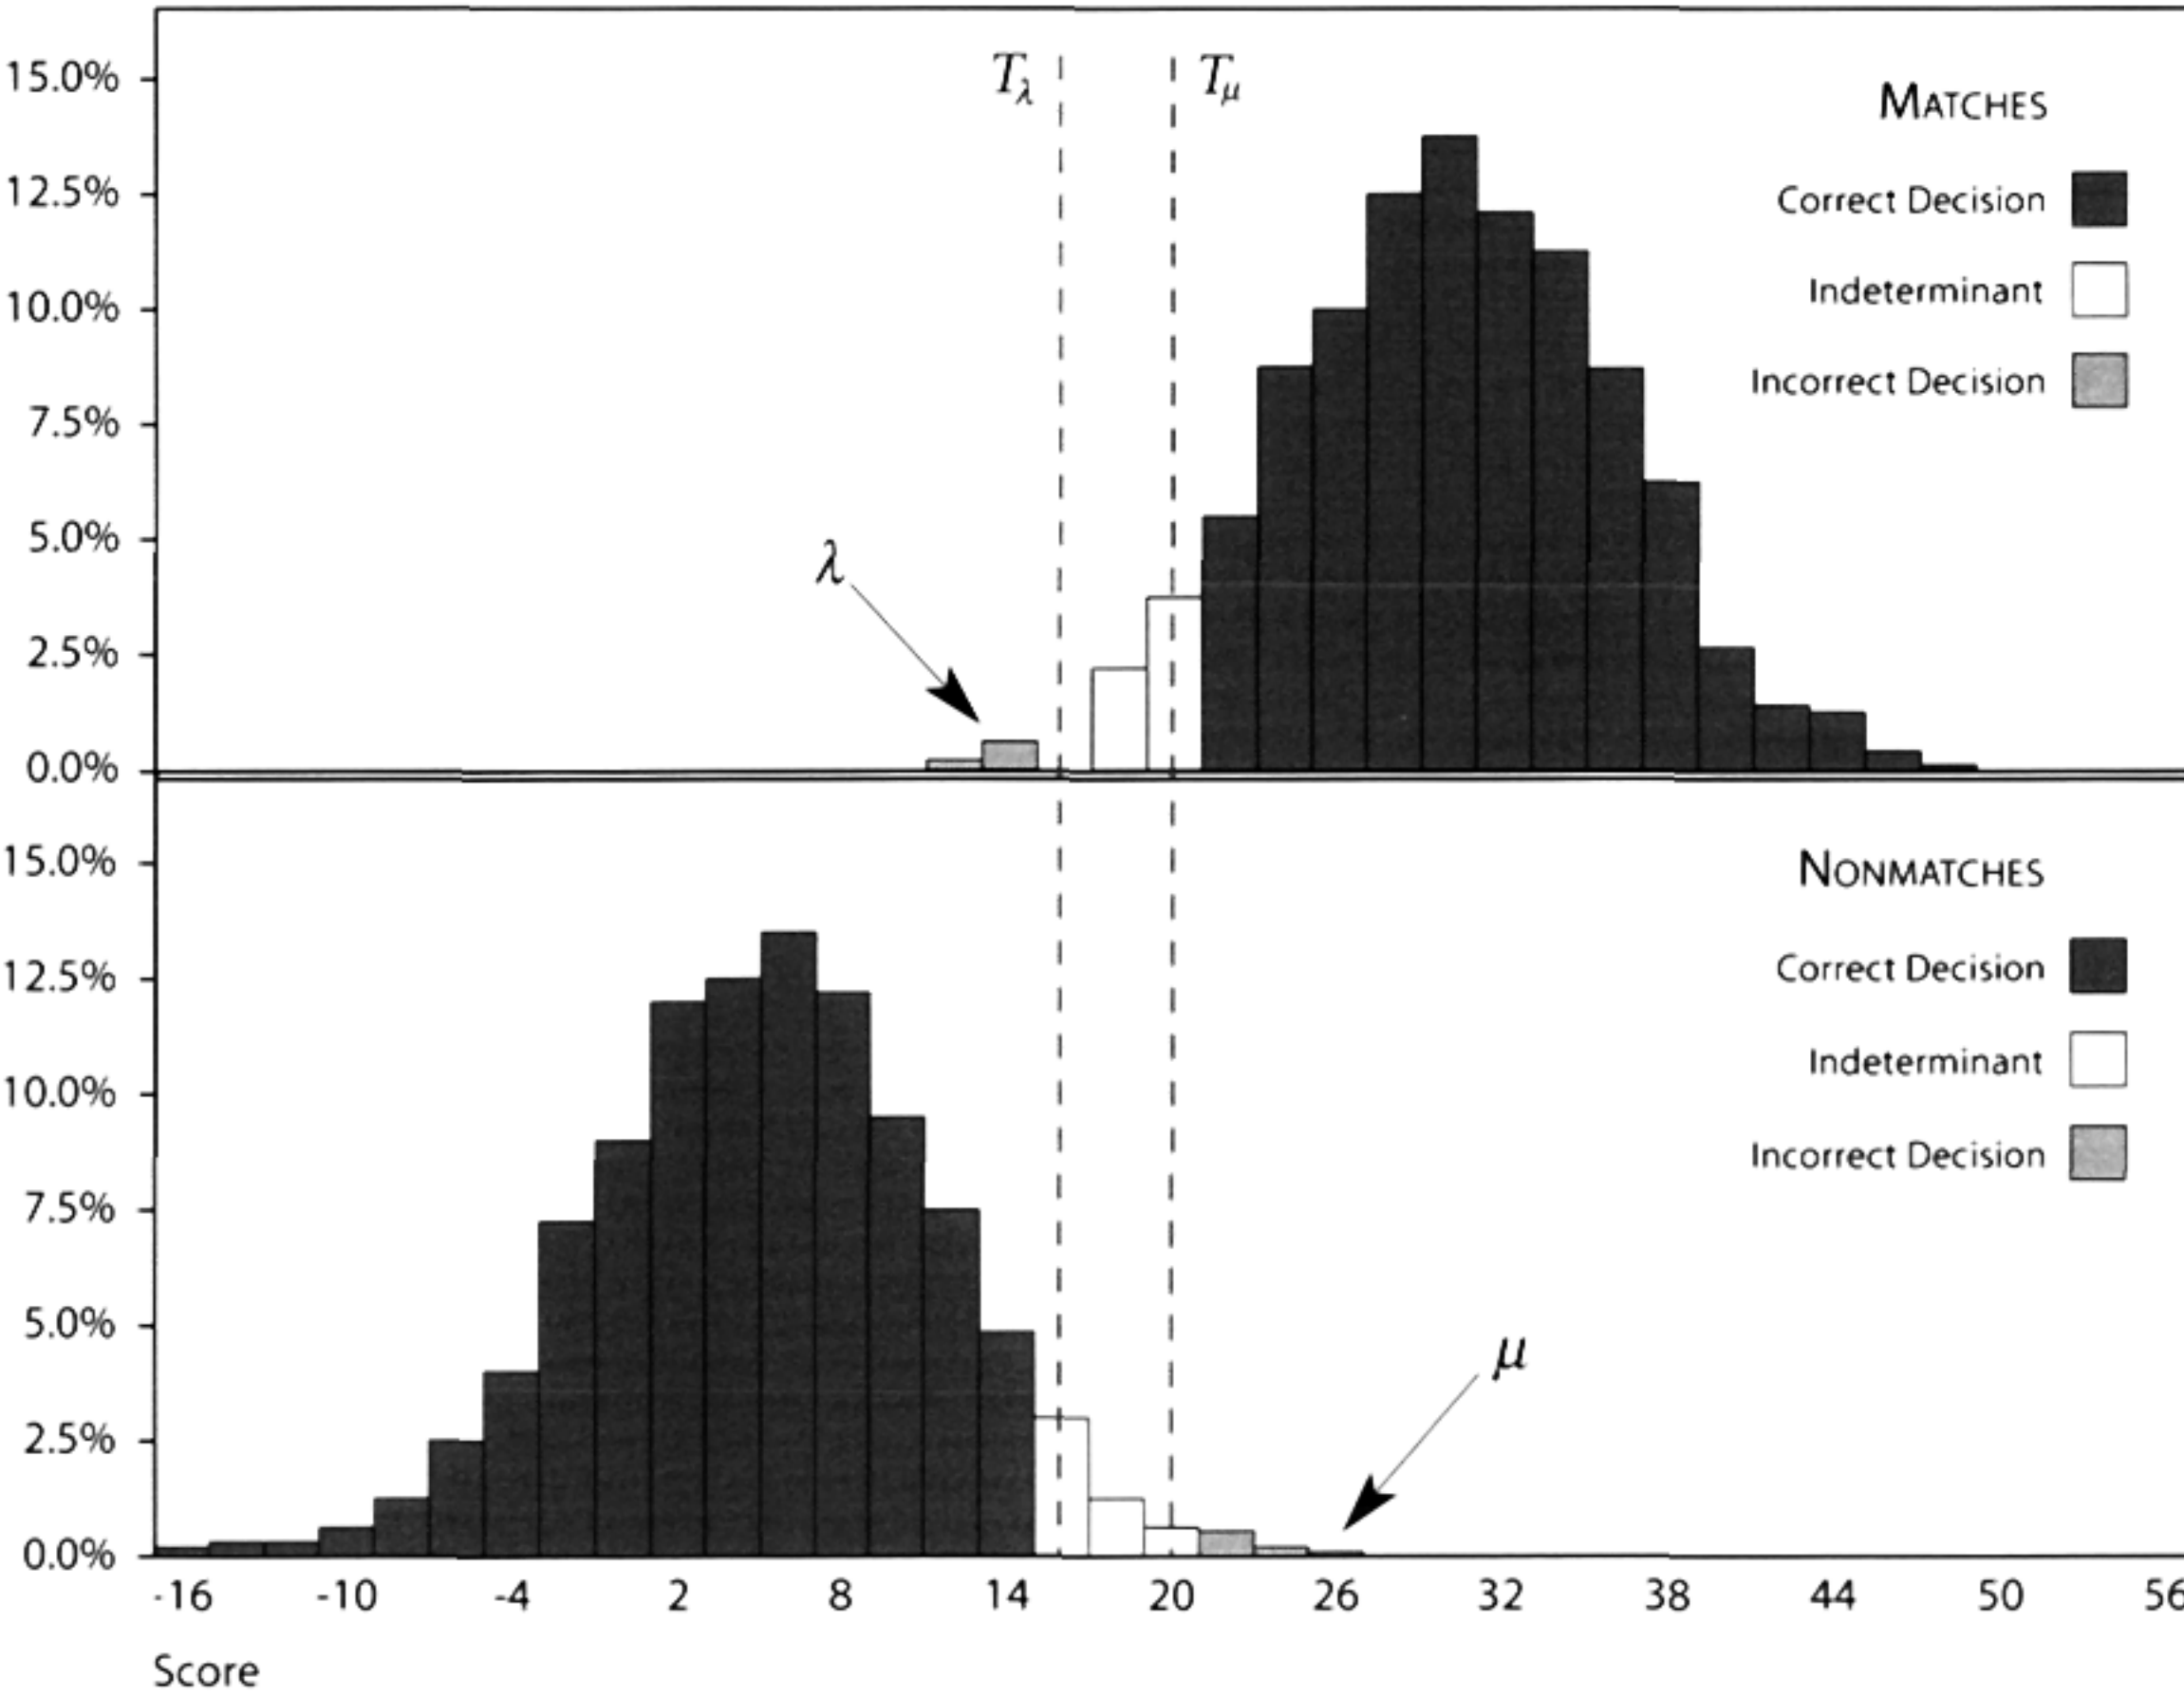 15.0%
12.5%
10.0%
7.5%
5.0%
2.5%
0.0%
Tλ
Tμ
MATCHES
Correct Decision
Indeterminant
Incorrect Decision
λ
15.0%
12.5%
10.0%
7.5%
5.0%
2.5%
0.0%
NONMATCHES
Correct Decision
Indeterminant
Incorrect Decision
μ
-16 -10 -4 2 8 14 20 26 32 38 44 50 56
Score